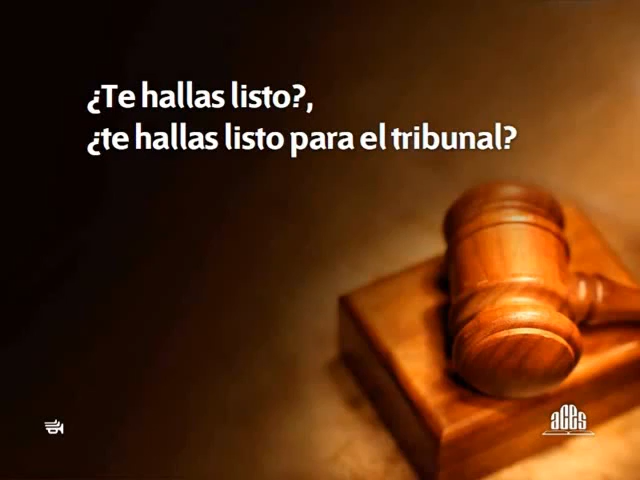 ¿Te hallas listo?,
¿te hallas listo para el tribunal?
aces